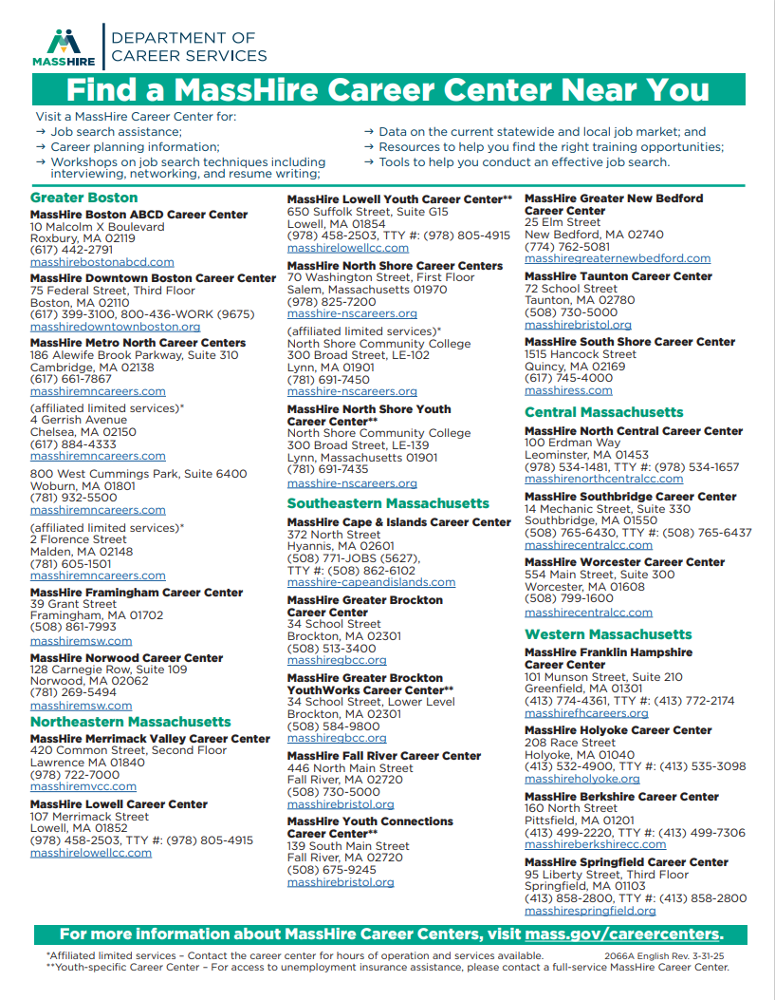 MASSHIRE
DEPARTMENT OF
CAREER SERVICES
Find a MassHire Career Center Near You
Visit a MassHire Career Center for:
→ Job search assistance;
→ Career planning information;
→ Workshops on job search techniques including
interviewing, networking, and resume writing;
→ Data on the current statewide and local job market; and
→ Resources to help you find the right training opportunities;
→ Tools to help you conduct an effective job search.
Greater Boston
MassHire Boston ABCD Career Center
10 Malcolm X Boulevard
Roxbury, MA 02119
(617) 442-2791
masshirebostonabcd.com
MassHire Downtown Boston Career Center
75 Federal Street, Third Floor
Boston, MA 02110
(617) 399-3100, 800-436-WORK (9675)
masshiredowntownboston.org
MassHire Metro North Career Centers
186 Alewife Brook Parkway, Suite 310
Cambridge, MA 02138
(617) 661-7867
masshiremncareers.com
(affiliated limited services)*
4 Gerrish Avenue
Chelsea, MA 02150
(617) 884-4333
masshiremncareers.com
800 West Cummings Park, Suite 6400
Woburn, MA 01801
(781) 932-5500
masshiremncareers.com
(affiliated limited services)*
2 Florence Street
Malden, MA 02148
(781) 605-1501
masshiremncareers.com
MassHire Framingham Career Center
39 Grant Street
Framingham, MA 01702
(508) 861-7993
masshiremsw.com
MassHire Norwood Career Center
128 Carnegie Row, Suite 109
Norwood, MA 02062
(781) 269-5494
masshiremsw.com
Northeastern Massachusetts
MassHire Merrimack Valley Career Center
420 Common Street, Second Floor
Lawrence MA 01840
(978) 722-7000
masshiremvcc.com
MassHire Lowell Career Center
107 Merrimack Street
Lowell, MA 01852
(978) 458-2503, TTY #: (978) 805-4915
masshirelowellcc.com
MassHire Lowell Youth Career Center**
650 Suffolk Street, Suite G15
Lowell, MA 01854
(978) 458-2503, TTY #: (978) 805-4915
masshirelowellcc.com
MassHire North Shore Career Centers
70 Washington Street, First Floor
Salem, Massachusetts 01970
(978) 825-7200
masshire-nscareers.org
(affiliated limited services)*
North Shore Community College
300 Broad Street, LE-102
Lynn, MA 01901
(781) 691-7450
masshire-nscareers.org
MassHire North Shore Youth
Career Center**
North Shore Community College
300 Broad Street, LE-139
Lynn, Massachusetts 01901
(781) 691-7435
masshire-nscareers.org
Southeastern Massachusetts
MassHire Cape & Islands Career Center
372 North Street
Hyannis, MA 02601
(508) 771-JOBS (5627),
TTY #: (508) 862-6102
masshire-capeandislands.com
MassHire Greater Brockton
Career Center
34 School Street
Brockton, MA 02301
(508) 513-3400
masshiregbcc.org
MassHire Greater Brockton
YouthWorks Career Center**
34 School Street, Lower Level
Brockton, MA 02301
(508) 584-9800
masshiregbcc.org
MassHire Fall River Career Center
446 North Main Street
Fall River, MA 02720
(508) 730-5000
masshirebristol.org
MassHire Youth Connections
Career Center**
139 South Main Street
Fall River, MA 02720
(508) 675-9245
masshirebristol.org
MassHire Greater New Bedford
Career Center
25 Elm Street
New Bedford, MA 02740
(774) 762-5081
masshiregreaternewbedford.com
MassHire Taunton Career Center
72 School Street
Taunton, MA 02780
(508) 730-5000
masshirebristol.org
MassHire South Shore Career Center
1515 Hancock Street
Quincy, MA 02169
(617) 745-4000
masshiress.com
Central Massachusetts
MassHire North Central Career Center
100 Erdman Way
Leominster, MA 01453
(978) 534-1481, TTY #: (978) 534-1657
masshirenorthcentralcc.com
MassHire Southbridge Career Center
14 Mechanic Street, Suite 330
Southbridge, MA 01550
(508) 765-6430, TTY #: (508) 765-6437
masshirecentralcc.com
MassHire Worcester Career Center
554 Main Street, Suite 300
Worcester, MA 01608
(508) 799-1600
masshirecentralcc.com
Western Massachusetts
MassHire Franklin Hampshire
Career Center
101 Munson Street, Suite 210
Greenfield, MA 01301
(413) 774-4361, TTY #: (413) 772-2174
masshirefhcareers.org
MassHire Holyoke Career Center
208 Race Street
Holyoke, MA 01040
(413) 532-4900, TTY #: (413) 535-3098
masshireholyoke.org
MassHire Berkshire Career Center
160 North Street
Pittsfield, MA 01201
(413) 499-2220, TTY #: (413) 499-7306
masshireberkshirecc.com
MassHire Springfield Career Center
95 Liberty Street, Third Floor
Springfield, MA 01103
(413) 858-2800, TTY #: (413) 858-2800
masshirespringfield.org
For more information about MassHire Career Centers, visit mass.gov/careercenters.
*Affiliated limited services – Contact the career center for hours of operation and services available.
2066A English Rev. 3-31-25
**Youth-specific Career Center – For access to unemployment insurance assistance, please contact a full-service MassHire Career Center.